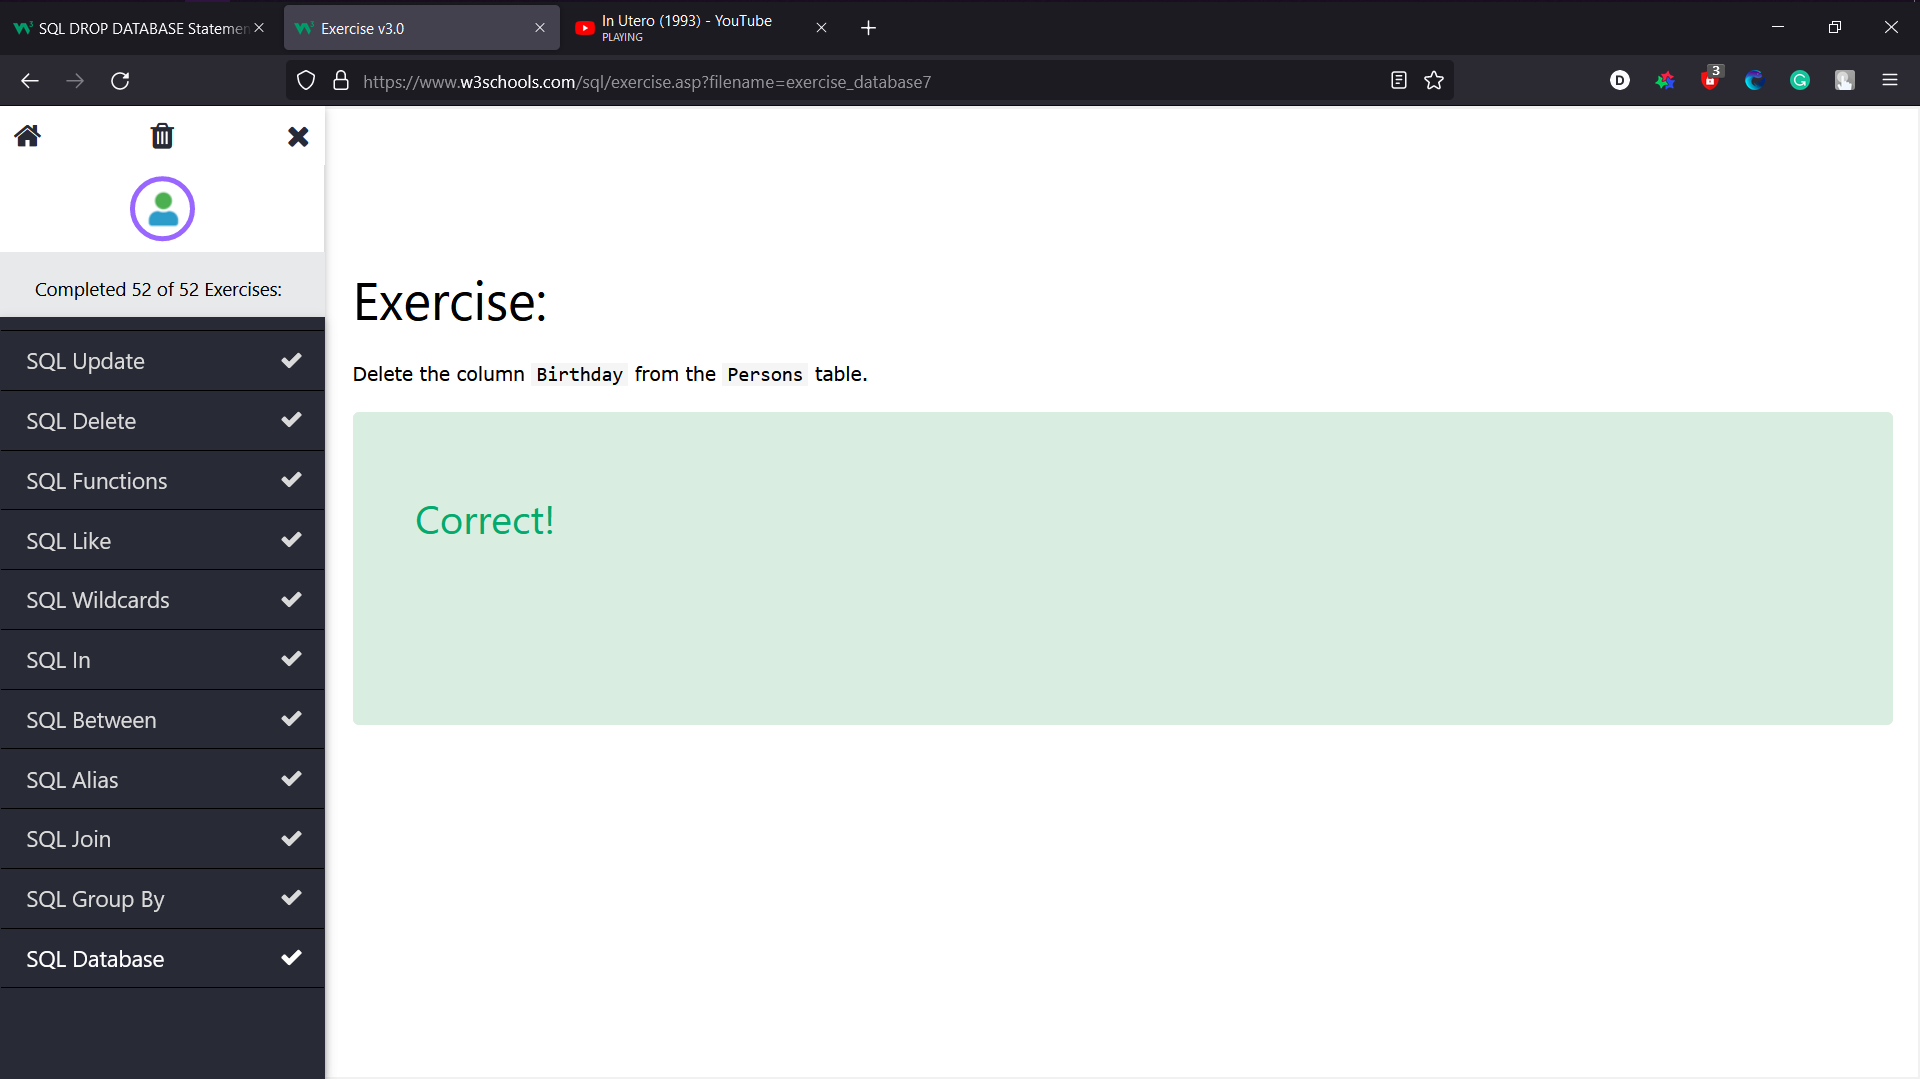 SQL DROP DATABASE Statemen
Exercise v3.0
In Utero (1993) - YouTube
PLAYING
https://www.w3schools.com/sql/exercise.asp?filename=exercise_database7
D
3
G
Completed 52 of 52 Exercises:
SQL Update
SQL Delete
SQL Functions
SQL Like
SQL Wildcards
SQL In
SQL Between
SQL Alias
SQL Join
SQL Group By
SQL Database
Exercise:
Delete the column Birthday from the Persons table.
Correct!